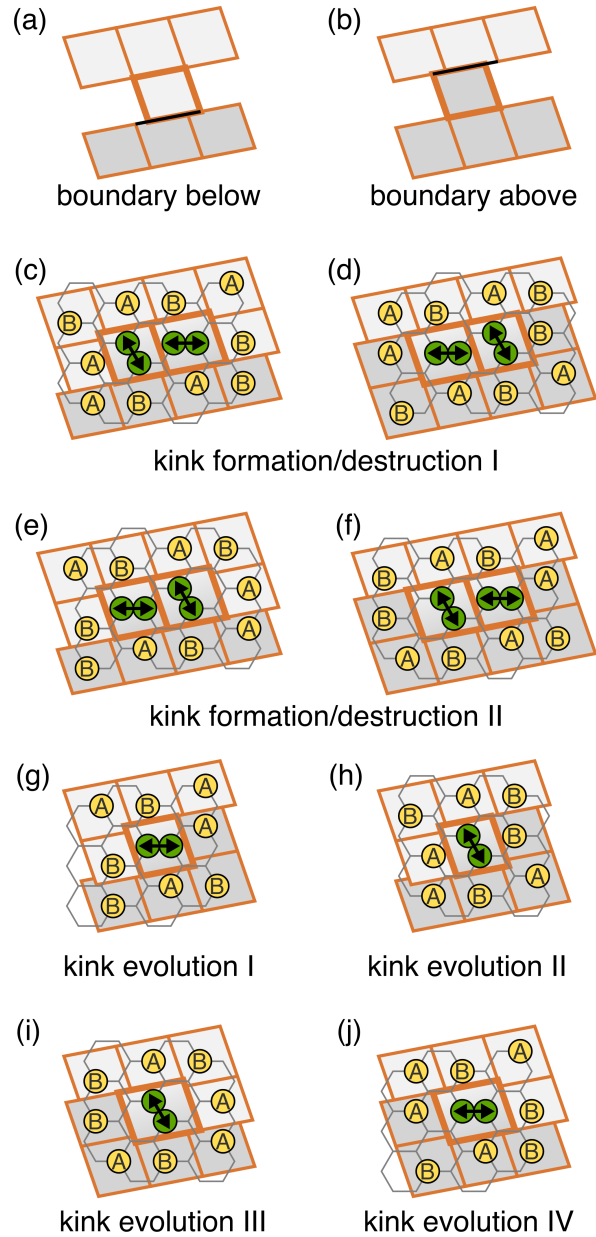 (a)
boundary below
(b)
boundary above
(c)
B A B A
A B
A B A B
(d)
A B A B
A B
B A B A
kink formation/destruction I
(e)
A B A B
B A
B A B A
(f)
B A B A
B A
A B A B
kink formation/destruction II
(g)
A B A
B A
B A B
kink evolution I
(h)
B A B
A B
A B A
kink evolution II
(i)
B A B
B A
A B A
kink evolution III
(j)
A B A
A B
B A B
kink evolution IV